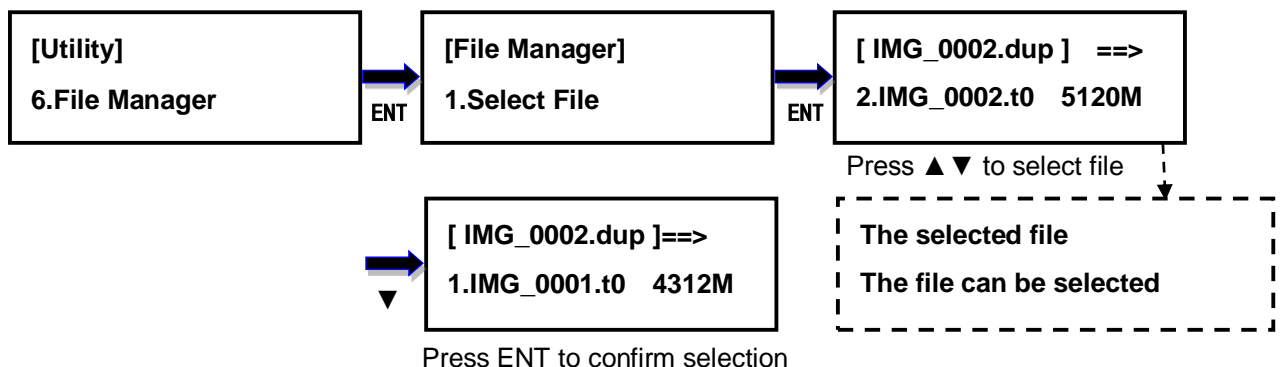 [Utility]
6.File Manager
ENT
[File Manager]
1.Select File
ENT
[ IMG_0002.dup ] ==>
2.IMG_0002.t0 5120M
Press ▲▼ to select file
The selected file
The file can be selected
▼
[ IMG_0002.dup ]==>
1.IMG_0001.t0 4312M
Press ENT to confirm selection